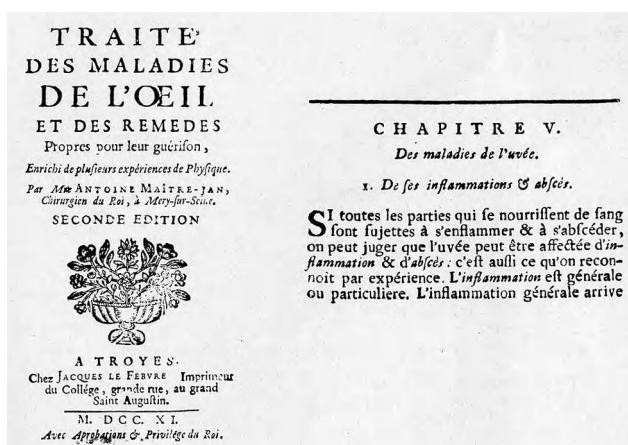 TRAITE'
DES MALADIES
DE L'ŒIL
ET DES REMEDES
Propres pour leur guérison,
Enrichi de plusieurs expériences de Physique.
Par Mre ANTOINE MAÎTRE-JAN,
Chirurgien du Roi, à Mery-sur-Seine.
SECONDE EDITION
A TROYES.
Chez JACQUES LE FEBVRE Imprimeur
du Collége, grande rue, au grand
Saint Augustin.
M. DCC. XI.
Avec Aprobations & Privilége du Roi.
CHAPITRE V.
Des maladies de l'uvée.
1. De ses inflammations & abscès.
SI toutes les parties qui se nourrissent de sang
sont sujettes à s'enflammer & à s'abscéder,
on peut juger que l'uvée peut être affectée d'in-
flammation & d'abscès : c'est aussi ce qu'on recon-
noit par expérience. L'inflammation est générale
ou particuliere. L'inflammation générale arrive